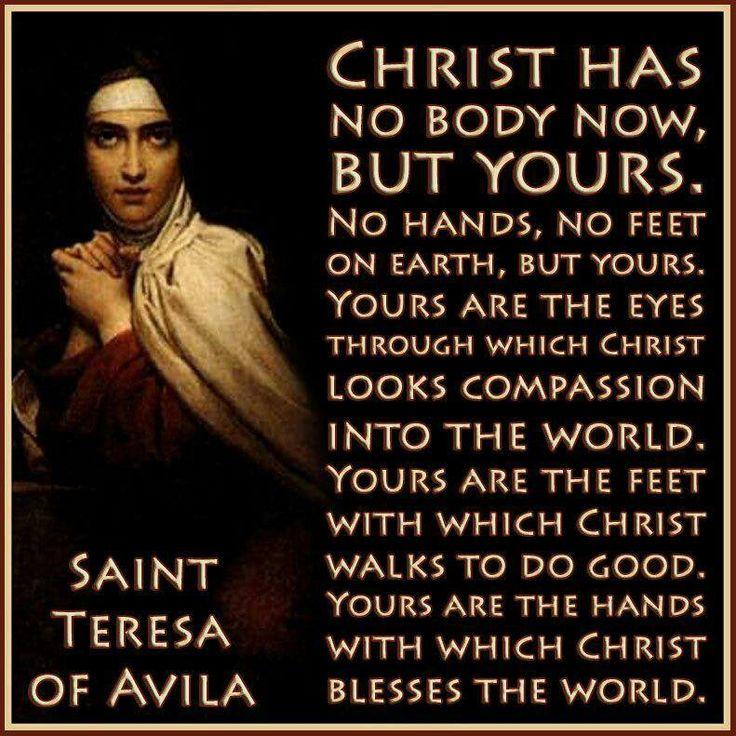 CHRIST HAS
NO BODY NOW,
BUT YOURS.
NO HANDS, NO FEET
ON EARTH, BUT YOURS.
YOURS ARE THE EYES
THROUGH WHICH CHRIST
LOOKS COMPASSION
INTO THE WORLD.
YOURS ARE THE FEET
WITH WHICH CHRIST
WALKS TO DO GOOD.
YOURS ARE THE HANDS
WITH WHICH CHRIST
BLESSES THE WORLD.
SAINT
TERESA
OF AVILA